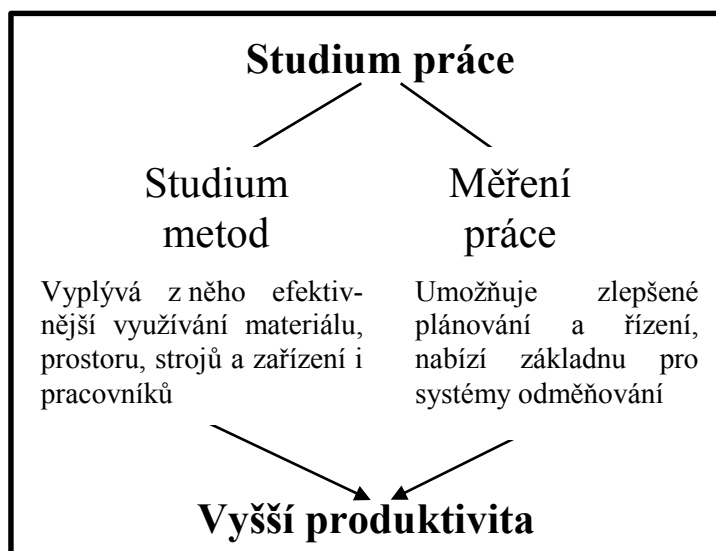 Studium práce
Studium
metod
Vyplývá z něho efektiv-
nější využívání materiálu,
prostoru, strojů a zařízení i
pracovníků
Měření
práce
Umožňuje zlepšené
plánování a řízení,
nabízí základnu pro
systémy odměňování
Vyšší produktivita